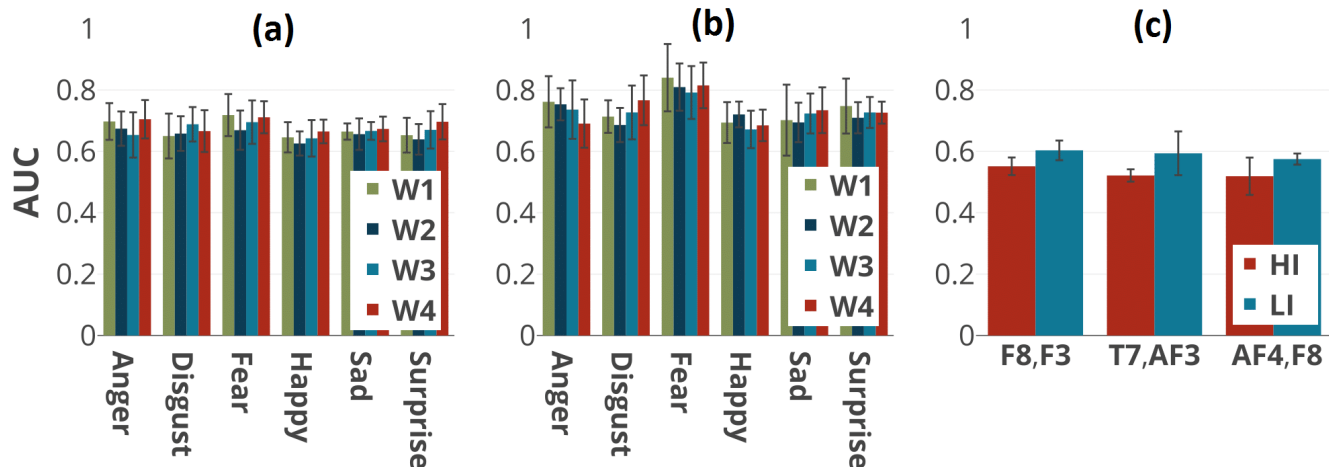 (a)
AUC
1
0.8
0.6
0.4
0.2
0
W1
W2
W3
W4
Anger
Disgust
Fear
Happy
Sad
Surprise
(b)
1
0.8
0.6
0.4
0.2
0
W1
W2
W3
W4
Anger
Disgust
Fear
Happy
Sad
Surprise
(c)
1
0.8
0.6
0.4
0.2
0
HI
LI
F8,F3
T7,AF3
AF4,F8